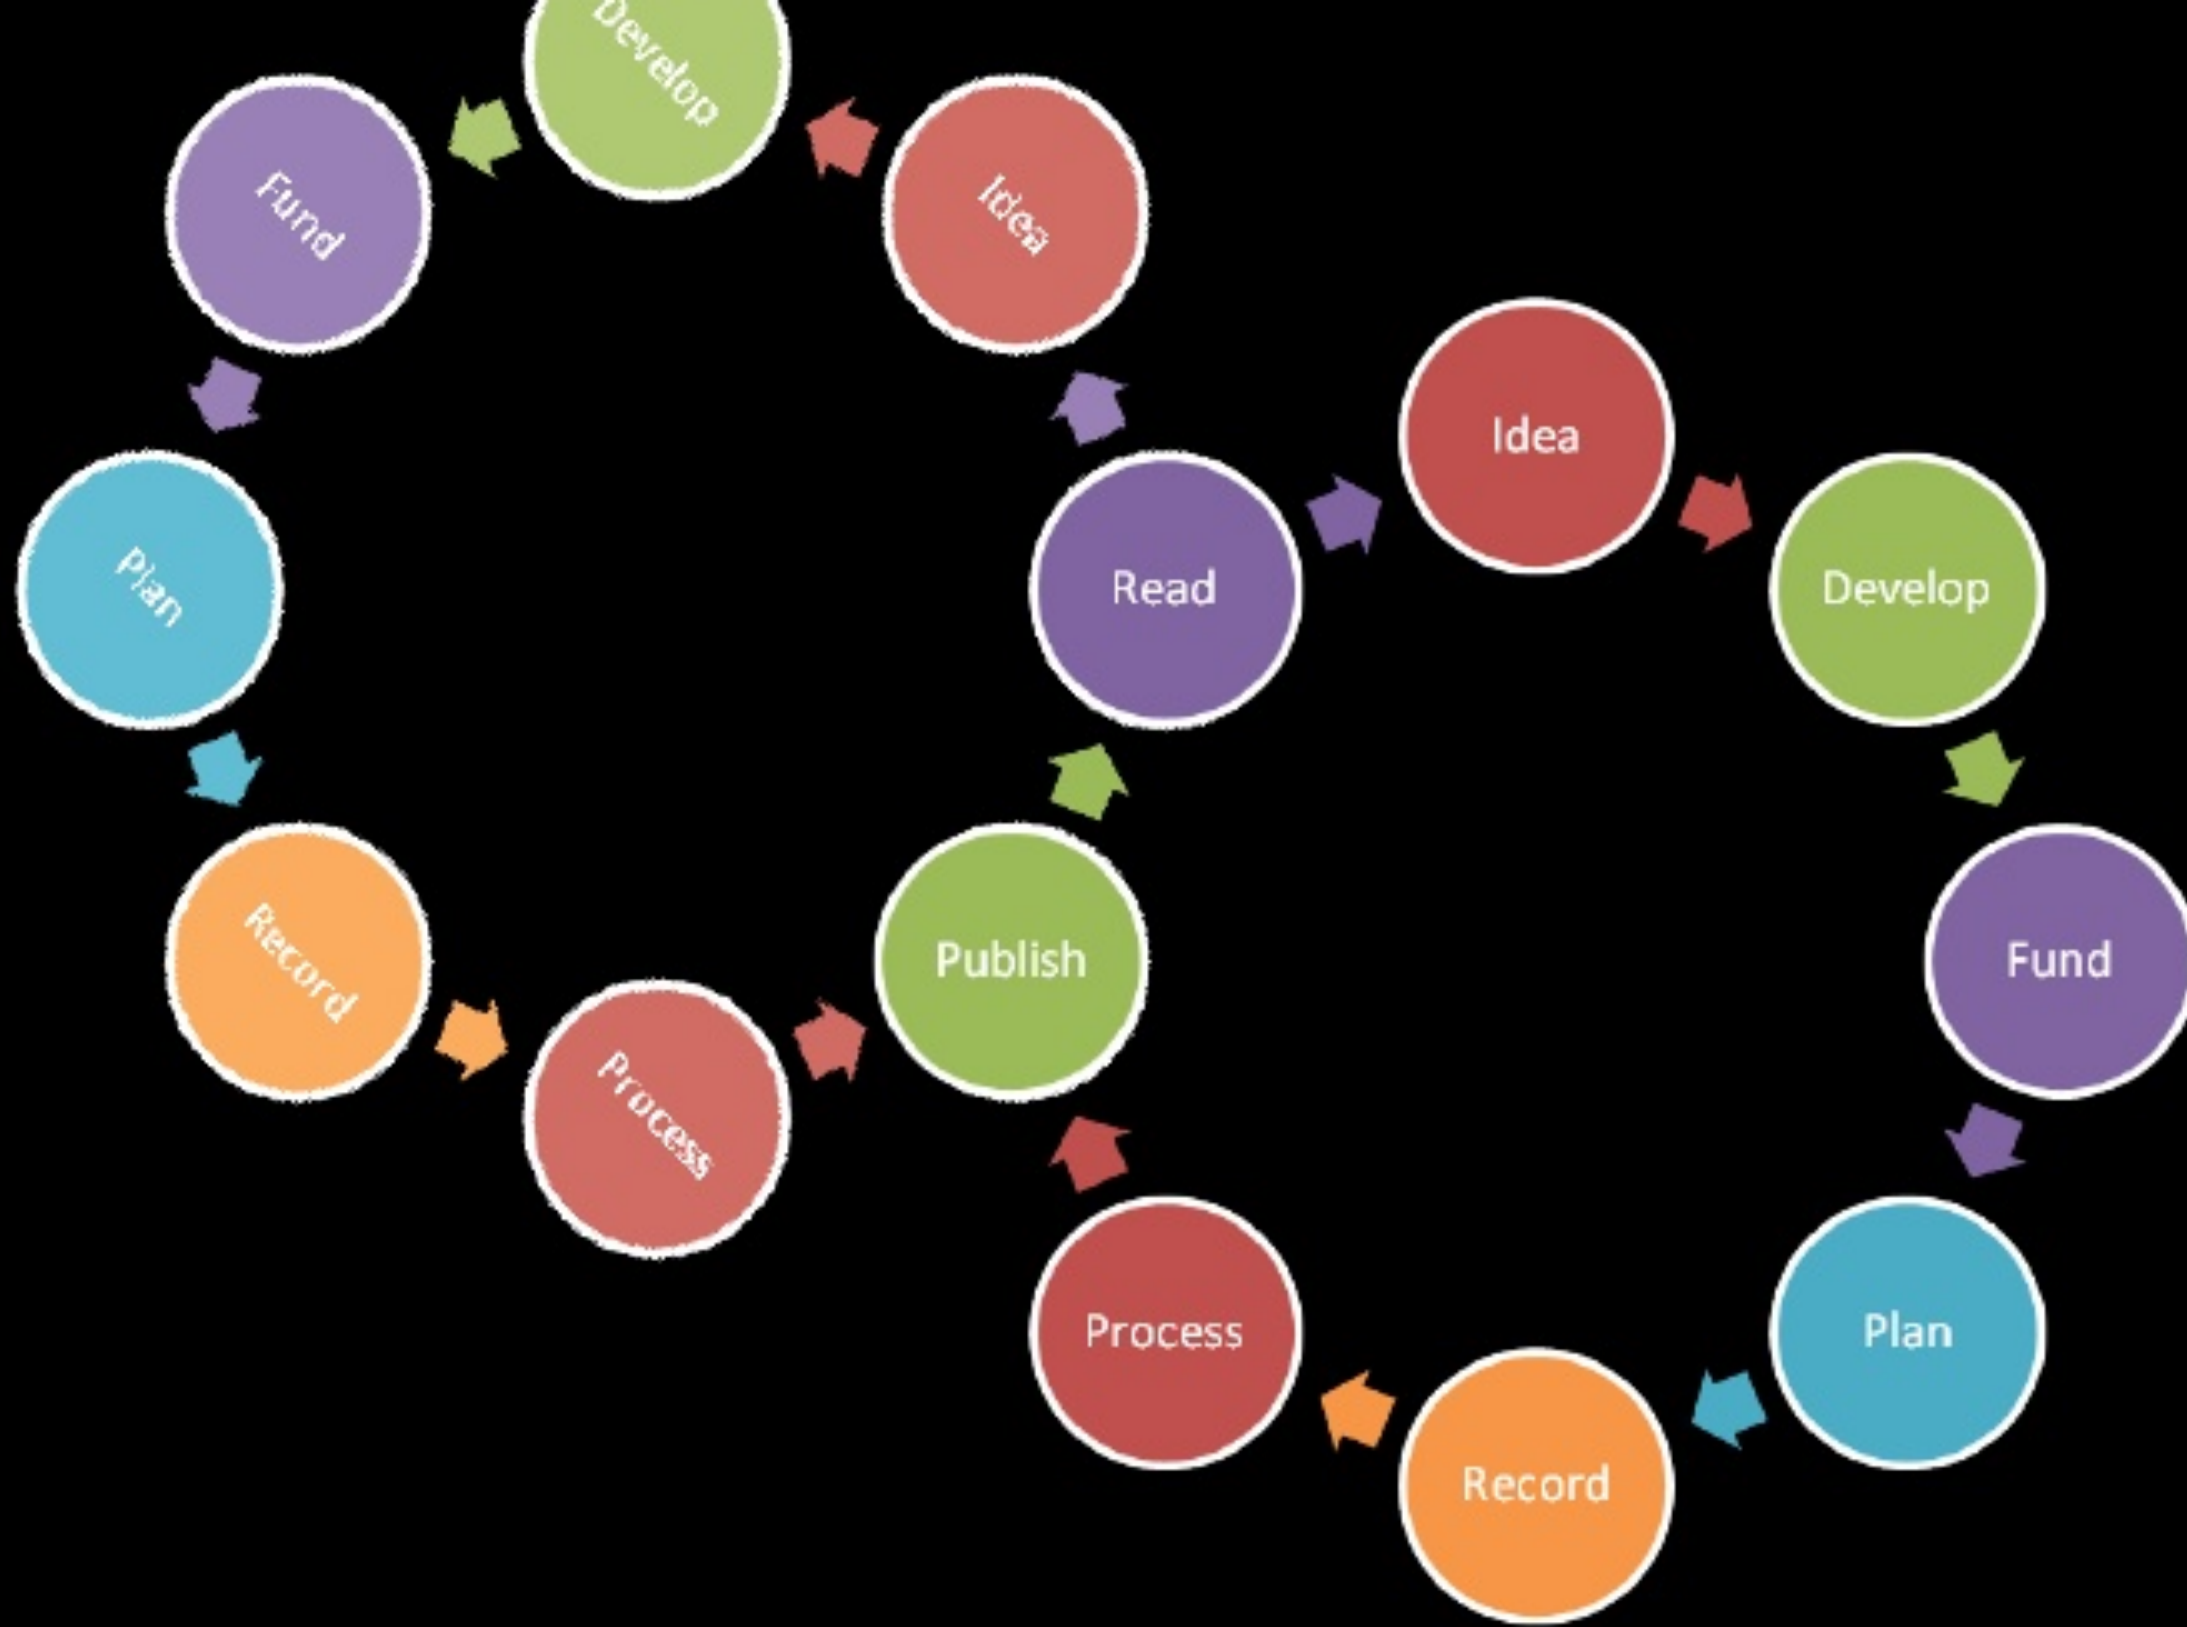 Develop
Fund
Idea
Idea
Plan
Read
Develop
Record
Publish
Fund
Process
Process
Plan
Record